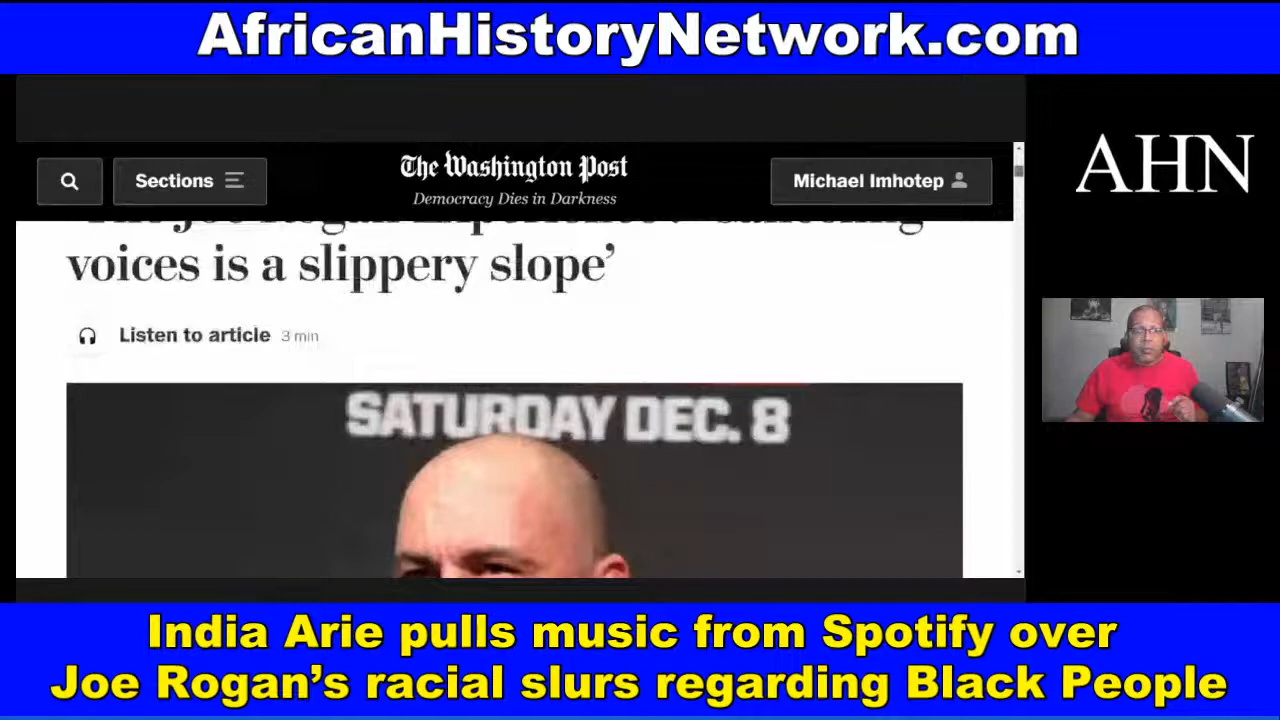 AfricanHistoryNetwork.com
AHN
Sections
The Washington Post
Democracy Dies in Darkness
Michael Imhotep
voices is a slippery slope’
Listen to article 3 min
SATURDAY DEC. 8
India Arie pulls music from Spotify over
Joe Rogan’s racial slurs regarding Black People